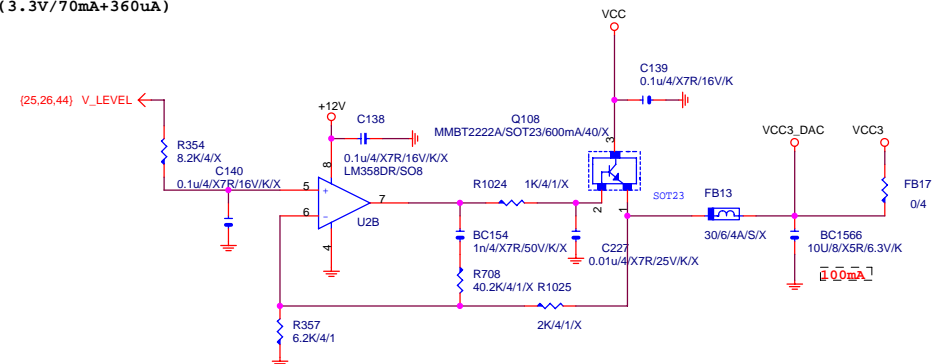 (3.3V/70mA+360uA)
VCC
C139
0.1u/4/X7R/16V/K
{25,26,44} V_LEVEL
+12V
C138
Q108
MMBT2222A/SOT23/600mA/40/X
VCC3_DAC
VCC3
R354
8.2K/4/X
0.1u/4/X7R/16V/K/X
LM358DR/SO8
3
C140
0.1u/4/X7R/16V/K/X
8
5
+
6
-
7
4
U2B
R1024
1K/4/1/X
2
1
SOT23
FB13
30/6/4A/S/X
FB17
0/4
BC154
1n/4/X7R/50V/K/X
C227
0.01u/4/X7R/25V/K/X
BC1566
10U/8/X5R/6.3V/K
100mA
R708
40.2K/4/1/X
R1025
2K/4/1/X
R357
6.2K/4/1